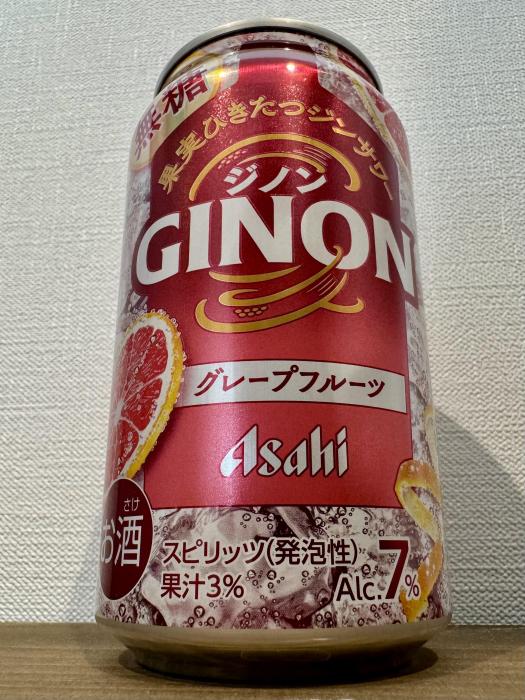 無糖
果実ひきたつジンサワー
ジノン
GINON
グレープフルーツ
Asahi
さけ
お酒
スピリッツ(発泡性)
果汁3%
Alc.7%